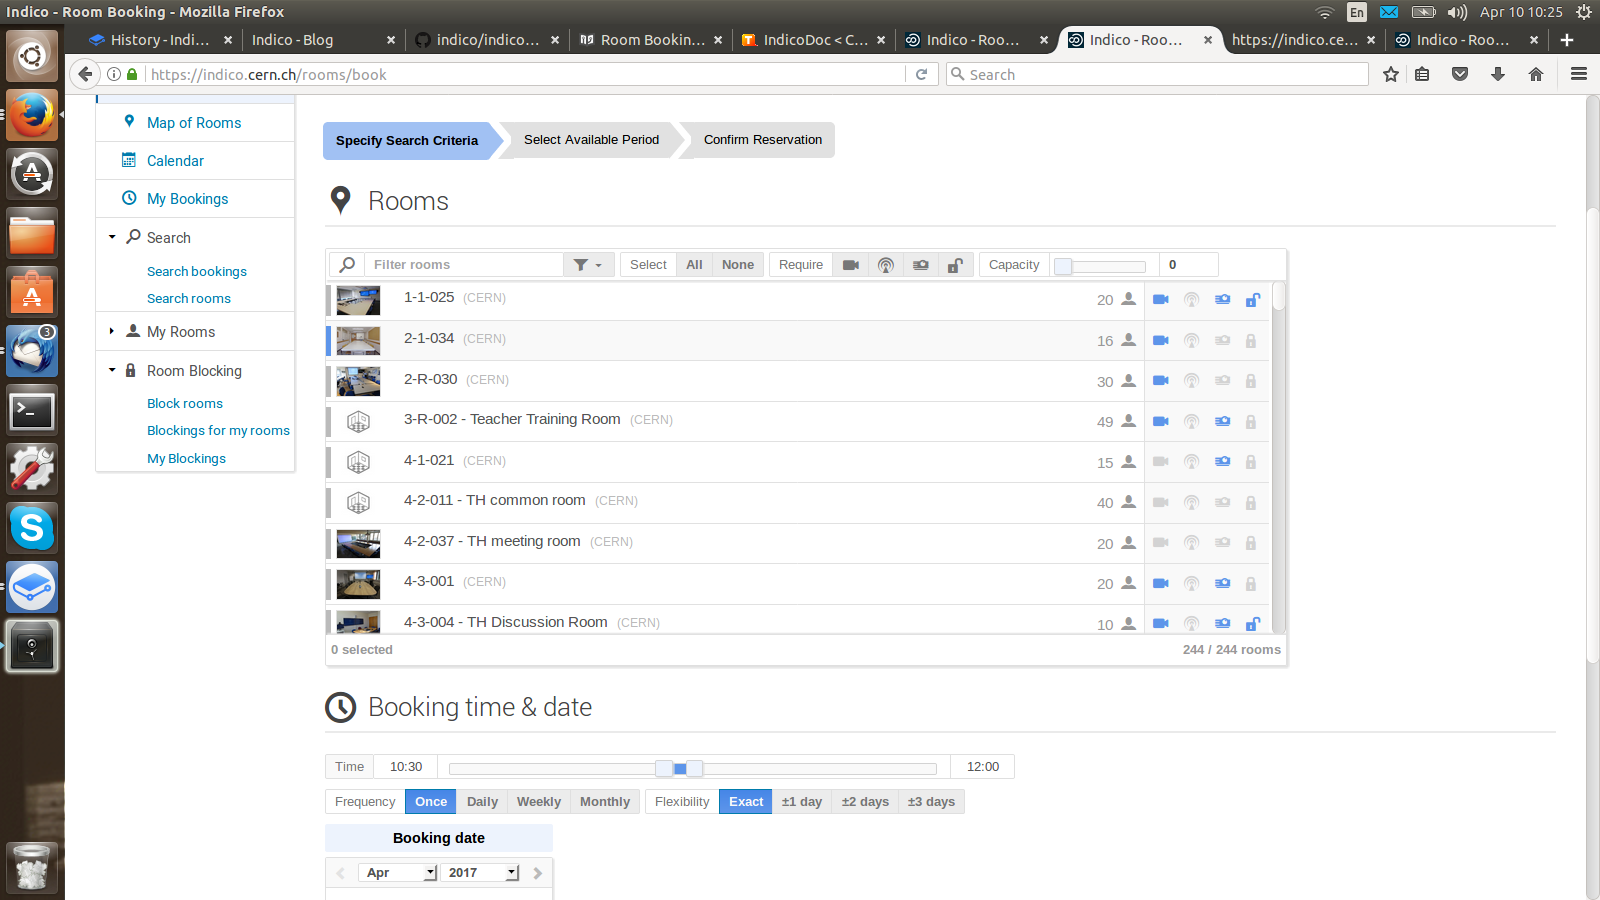 Indico - Room Booking - Mozilla Firefox
En
Apr 10 10:25
History - Indi...
Indico - Blog
indico/indico...
Room Bookin...
IndicoDoc < C...
Indico - Roo...
Indico - Roo...
https://indico.ce...
Indico - Roo...
https://indico.cern.ch/rooms/book
Search
Map of Rooms
Calendar
My Bookings
Search
Search bookings
Search rooms
My Rooms
Room Blocking
Block rooms
Blockings for my rooms
My Blockings
3
Specify Search Criteria
Select Available Period
Confirm Reservation
Rooms
Filter rooms
Select
All
None
Require
Capacity
0
1-1-025 (CERN) 20
2-1-034 (CERN) 16
2-R-030 (CERN) 30
3-R-002 - Teacher Training Room (CERN) 49
4-1-021 (CERN) 15
4-2-011 - TH common room (CERN) 40
4-2-037 - TH meeting room (CERN) 20
4-3-001 (CERN) 20
4-3-004 - TH Discussion Room (CERN) 10
0 selected
244 / 244 rooms
Booking time & date
Time 10:30 12:00
Frequency Once Daily Weekly Monthly
Flexibility Exact ±1 day ±2 days ±3 days
Booking date
Apr 2017